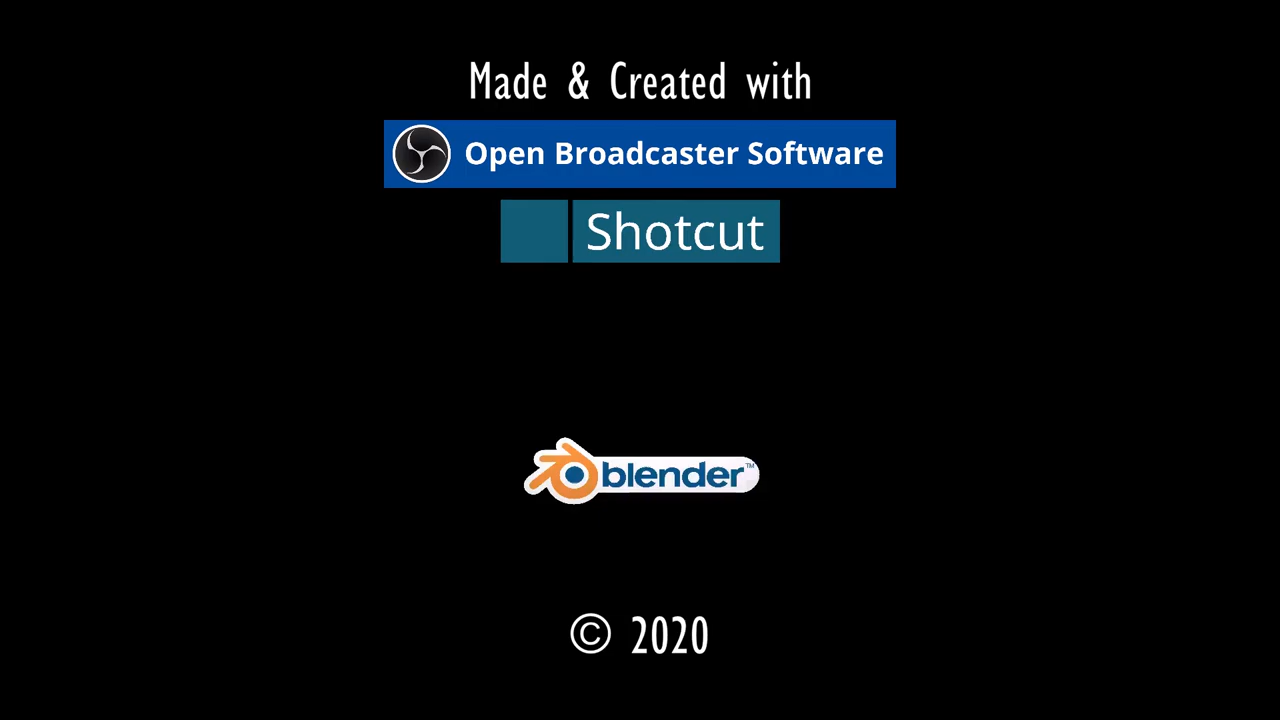 Made & Created with
Open Broadcaster Software
Shotcut
blender™
© 2020